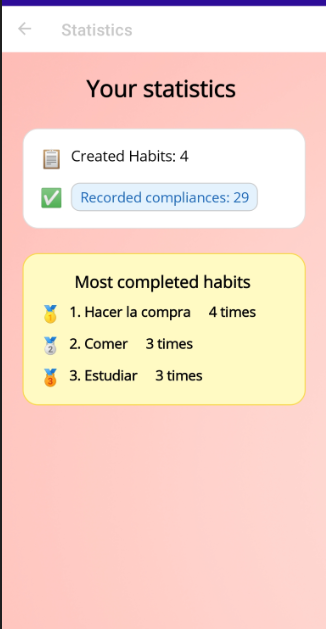 Statistics
Your statistics
Created Habits: 4
Recorded compliances: 29
Most completed habits
1. Hacer la compra 4 times
2. Comer 3 times
3. Estudiar 3 times